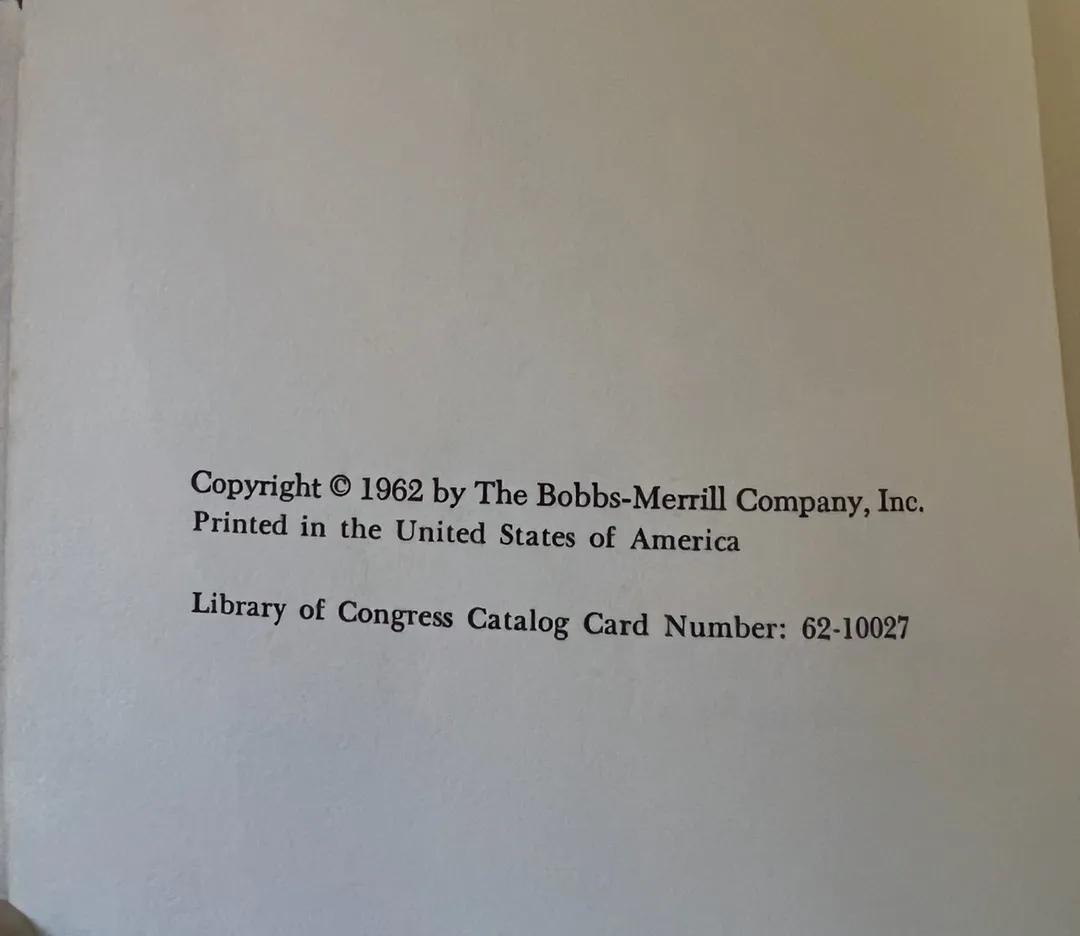 Copyright © 1962 by The Bobbs-Merrill Company, Inc.
Printed in the United States of America
Library of Congress Catalog Card Number: 62-10027